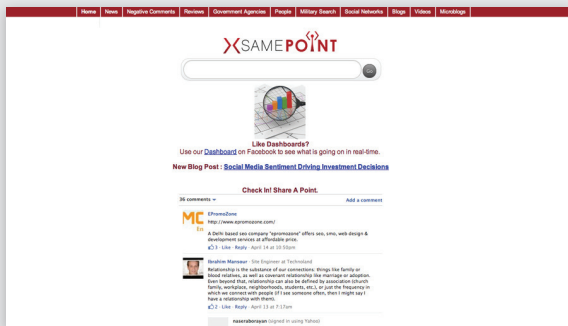 Home News Negative Comments Reviews Government Agencies People Military Search Social Networks Blogs Videos Microblogs
XSAMEPOINT
Go
Like Dashboards?
Use our Dashboard on Facebook to see what is going on in real-time.
New Blog Post : Social Media Sentiment Driving Investment Decisions
Check In! Share A Point.
36 comments
Add a comment
MC
En
EPromoZone
http://www.epromozone.com/
A Delhi based seo company "epromozone" offers seo, smo, web design &
development services at affordable price.
3 · Like · Reply · April 14 at 10:55pm
Ibrahim Mansour · Site Engineer at Technoland
Relationship is the substance of our connections: things like family or
blood relatives, as well as covenant relationship like marriage or adoption.
Even beyond that, relationship can also be defined by association (church
family, workplace, neighborhoods, students, etc.), or just the frequency in
which we connect with people (if I see someone often, then I might say I
have a relationship with them).
2 · Like · Reply · April 13 at 7:17am
naseraborayan (signed in using Yahoo)